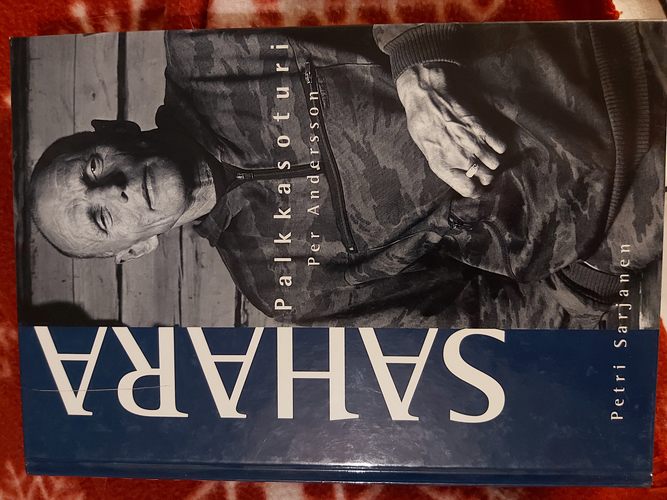 SAHARA
Palkkasoturi
Per Andersson
Petri Sarjanen